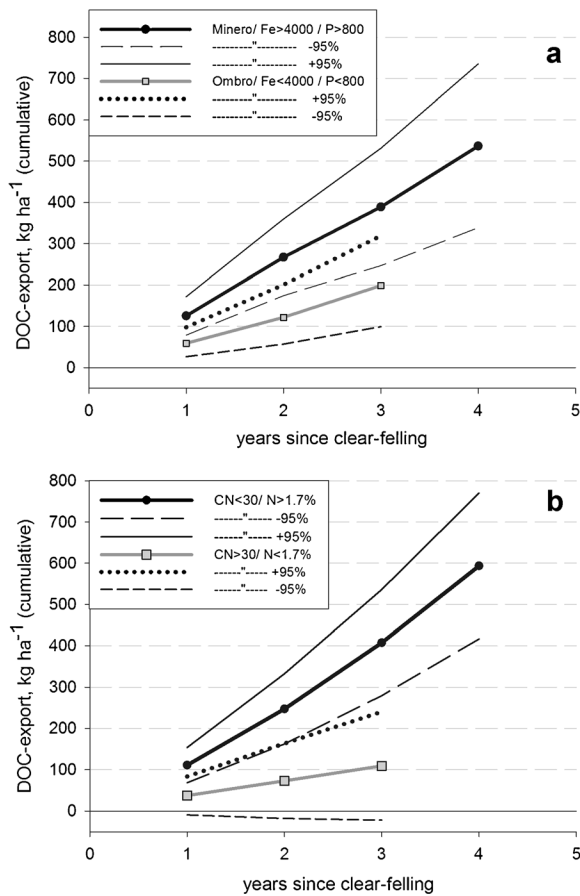 a
Minero/ Fe>4000 / P>800
---------"--------- -95%
---------"--------- +95%
Ombro/ Fe<4000 / P<800
---------"--------- +95%
---------"--------- -95%
DOC-export, kg ha⁻¹ (cumulative)
800
700
600
500
400
300
200
100
0
0 1 2 3 4 5
years since clear-felling
b
CN<30/ N>1.7%
------"----- -95%
------"----- +95%
CN>30/ N<1.7%
------"----- +95%
------"----- -95%
DOC-export, kg ha⁻¹ (cumulative)
800
700
600
500
400
300
200
100
0
0 1 2 3 4 5
years since clear-felling